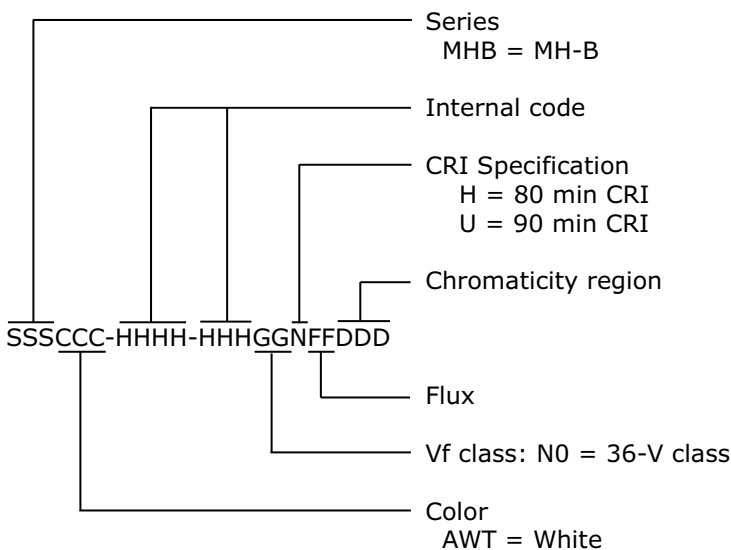 Series
MHB = MH-B
Internal code
CRI Specification
H = 80 min CRI
U = 90 min CRI
Chromaticity region
SSSCCC-HHHH-HHHGGNFFDDD
Flux
Vf class: N0 = 36-V class
Color
AWT = White